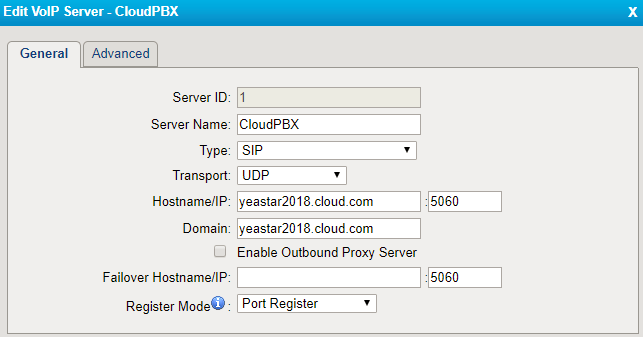 Edit VoIP Server - CloudPBX X
General Advanced
Server ID: 1
Server Name: CloudPBX
Type: SIP
Transport: UDP
Hostname/IP: yeastar2018.cloud.com :5060
Domain: yeastar2018.cloud.com
Enable Outbound Proxy Server
Failover Hostname/IP: :5060
Register Mode i : Port Register